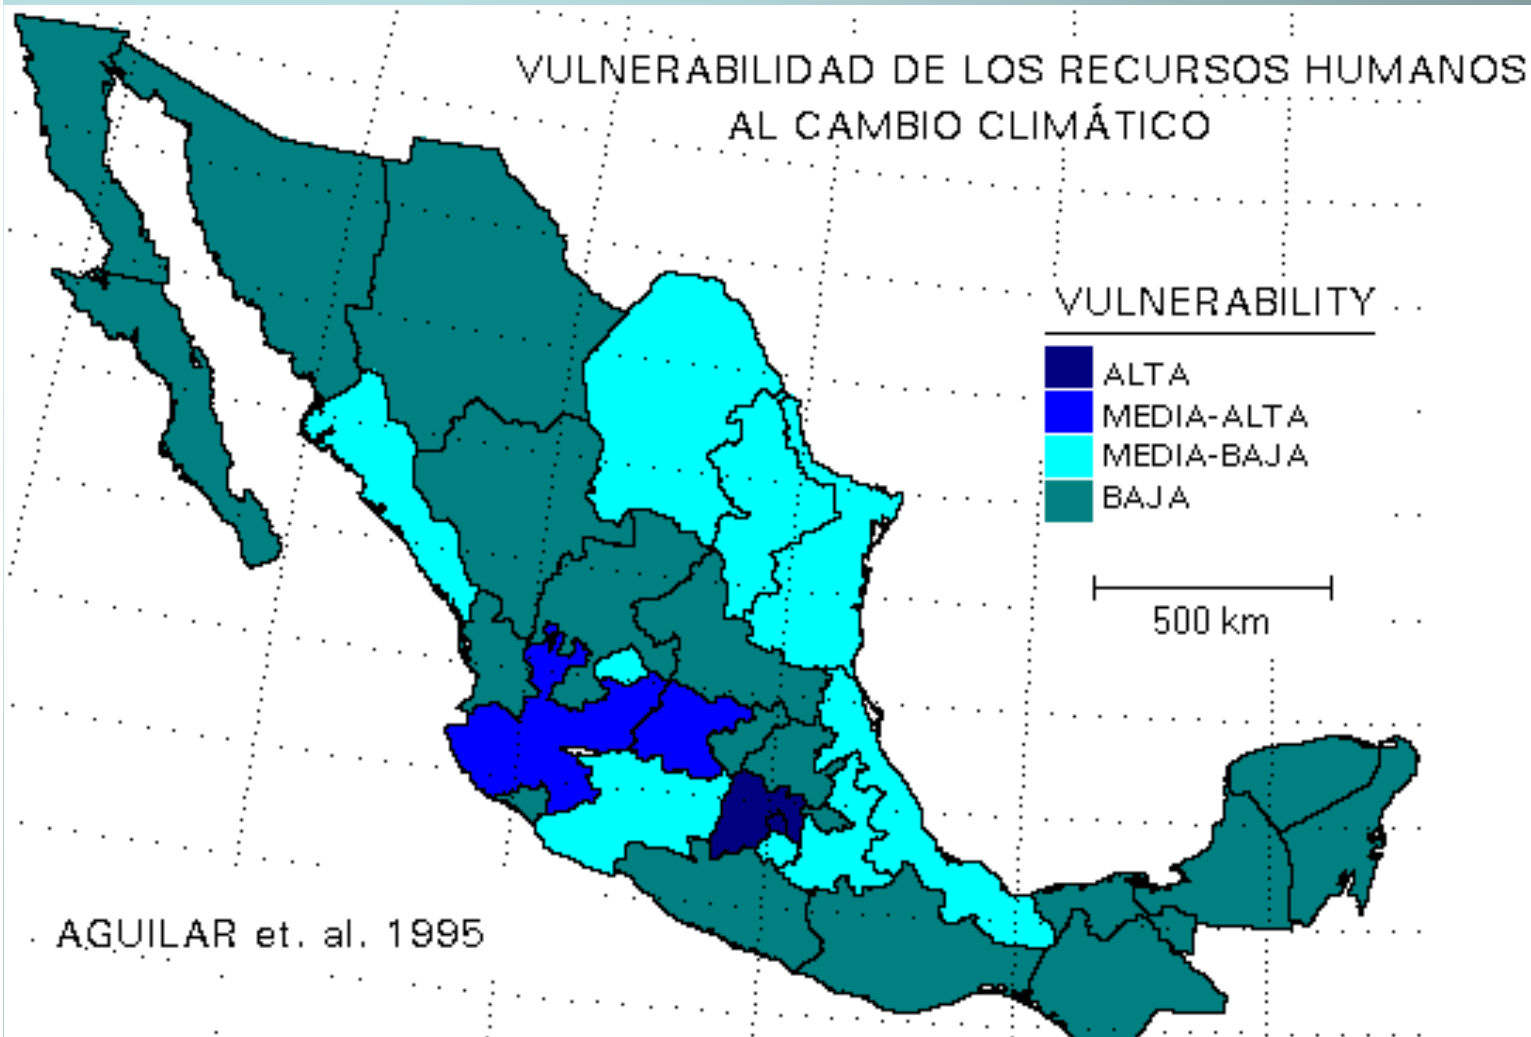 VULNERABILIDAD DE LOS RECURSOS HUMANOS
AL CAMBIO CLIMÁTICO
VULNERABILITY
ALTA
MEDIA-ALTA
MEDIA-BAJA
BAJA
500 km
AGUILAR et. al. 1995